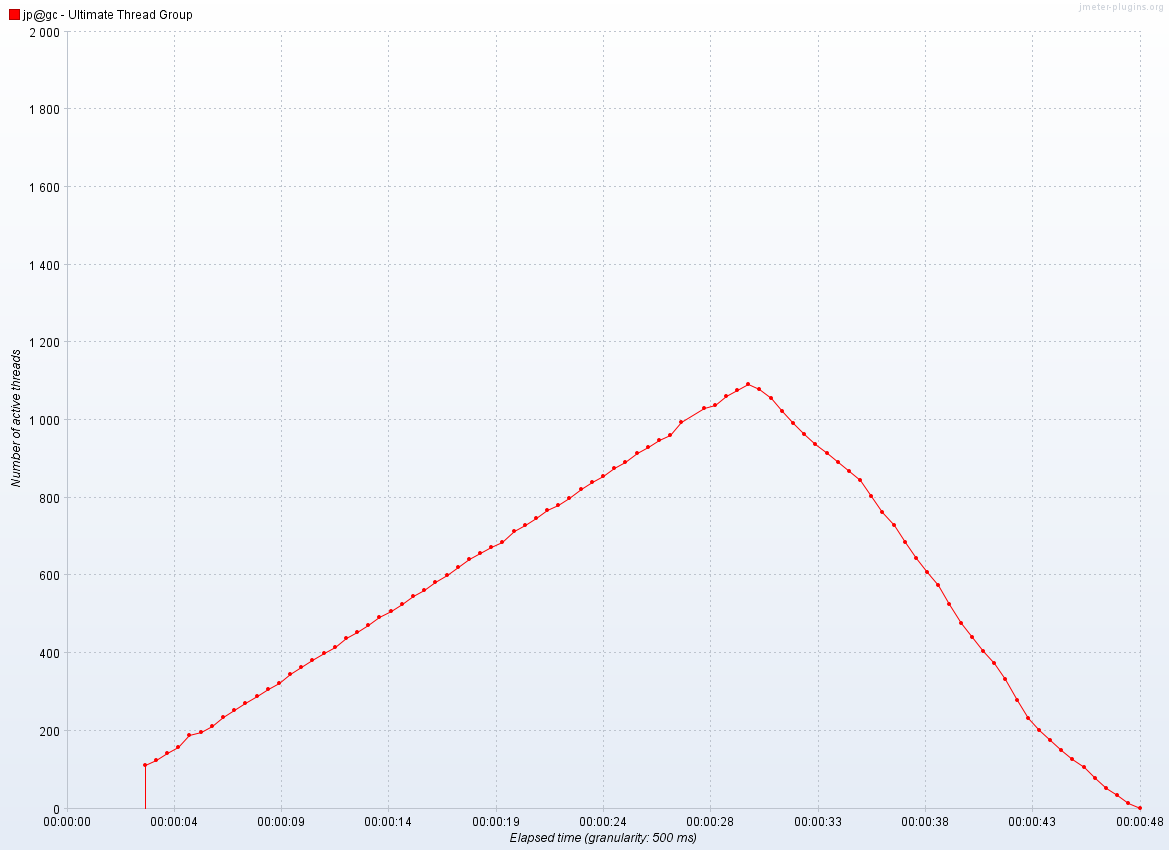 jp@gc - Ultimate Thread Group
jmeter-plugins.org
2 000
1 800
1 600
1 400
1 200
1 000
800
600
400
200
0
Number of active threads
00:00:00 00:00:04 00:00:09 00:00:14 00:00:19 00:00:24 00:00:28 00:00:33 00:00:38 00:00:43 00:00:48
Elapsed time (granularity: 500 ms)